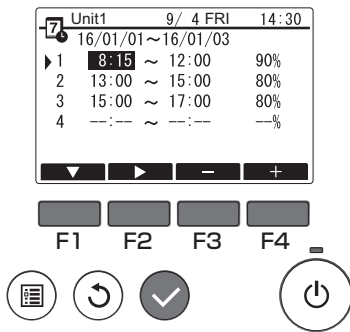 7 Unit1 9/ 4 FRI 14:30
16/01/01~16/01/03
1 8:15 ~ 12:00 90%
2 13:00 ~ 15:00 80%
3 15:00 ~ 17:00 80%
4 --:-- ~ --:-- --%
▼ ▶ − +
F1 F2 F3 F4